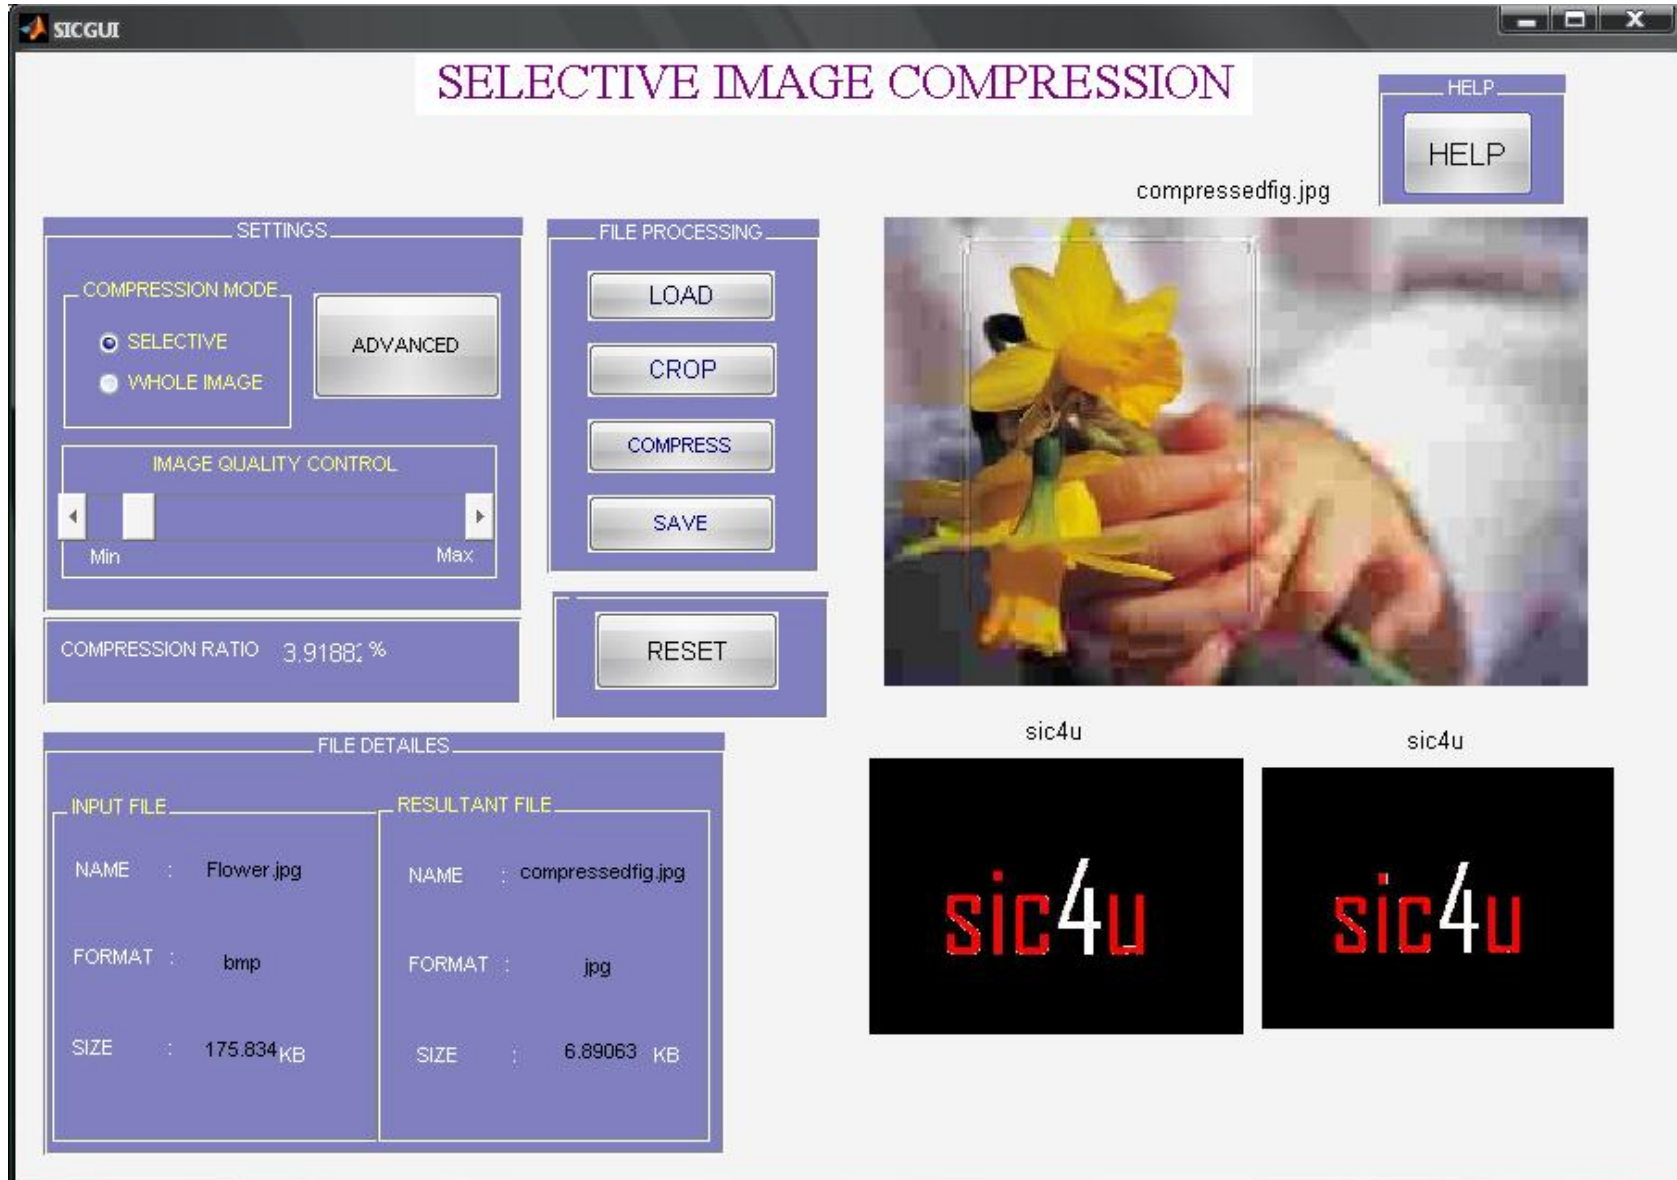 SICGUI
SELECTIVE IMAGE COMPRESSION
HELP
HELP
compressedfig.jpg
SETTINGS
COMPRESSION MODE
SELECTIVE
WHOLE IMAGE
ADVANCED
IMAGE QUALITY CONTROL
Min Max
COMPRESSION RATIO 3.91882 %
FILE PROCESSING
LOAD
CROP
COMPRESS
SAVE
RESET
FILE DETAILES
INPUT FILE
NAME : Flower.jpg
FORMAT : bmp
SIZE : 175.834 KB
RESULTANT FILE
NAME : compressedfig.jpg
FORMAT : jpg
SIZE : 6.89063 KB
sic4u
sic4u
sic4u
sic4u